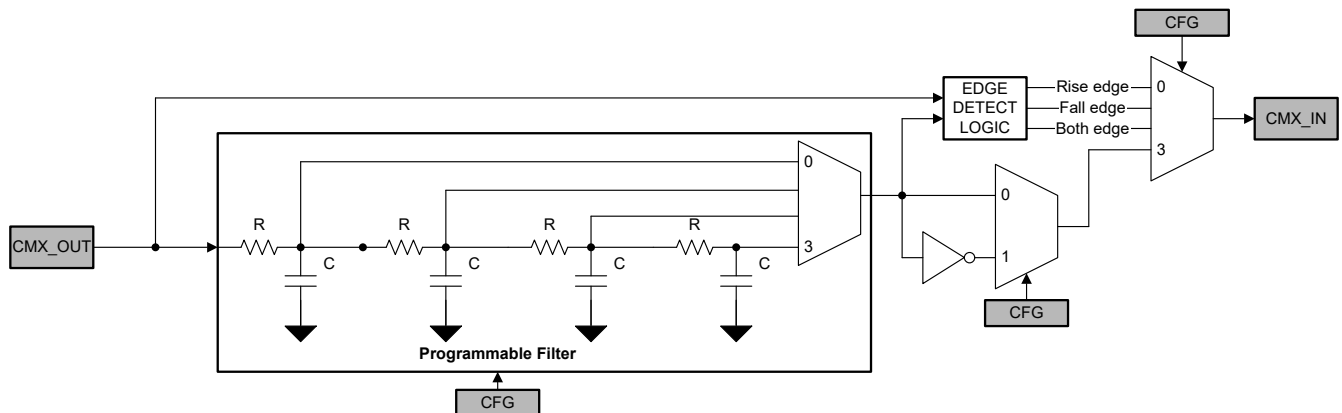 CFG
EDGE
DETECT
LOGIC
Rise edge
Fall edge
Both edge
0
3
CMX_IN
0
3
R
R
R
R
C
C
C
C
CMX_OUT
0
1
CFG
Programmable Filter
CFG